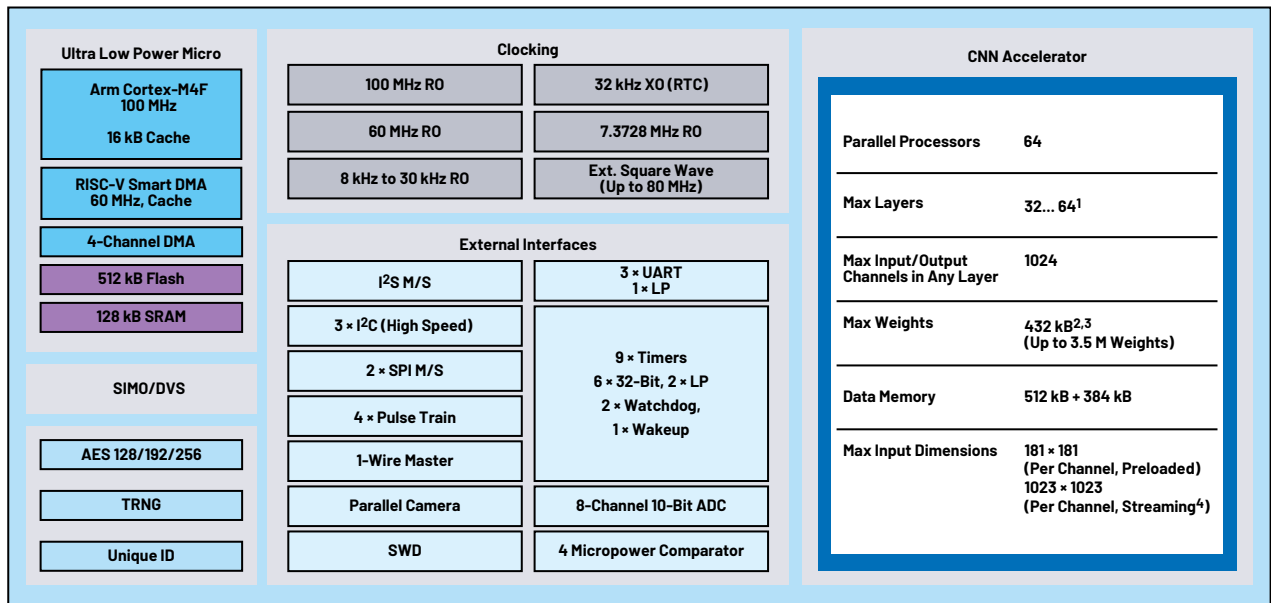 Ultra Low Power Micro
Arm Cortex-M4F
100 MHz
16 kB Cache
RISC-V Smart DMA
60 MHz, Cache
4-Channel DMA
512 kB Flash
128 kB SRAM
SIMO/DVS
AES 128/192/256
TRNG
Unique ID
Clocking
100 MHz RO
32 kHz XO (RTC)
60 MHz RO
7.3728 MHz RO
8 kHz to 30 kHz RO
Ext. Square Wave
(Up to 80 MHz)
External Interfaces
I²S M/S
3 × I²C (High Speed)
2 × SPI M/S
4 × Pulse Train
1-Wire Master
Parallel Camera
SWD
3 × UART
1 × LP
9 × Timers
6 × 32-Bit, 2 × LP
2 × Watchdog,
1 × Wakeup
8-Channel 10-Bit ADC
4 Micropower Comparator
CNN Accelerator
Parallel Processors 64
Max Layers 32... 64¹
Max Input/Output 1024
Channels in Any Layer
Max Weights 432 kB²,³
(Up to 3.5 M Weights)
Data Memory 512 kB + 384 kB
Max Input Dimensions 181 × 181
(Per Channel, Preloaded)
1023 × 1023
(Per Channel, Streaming⁴)